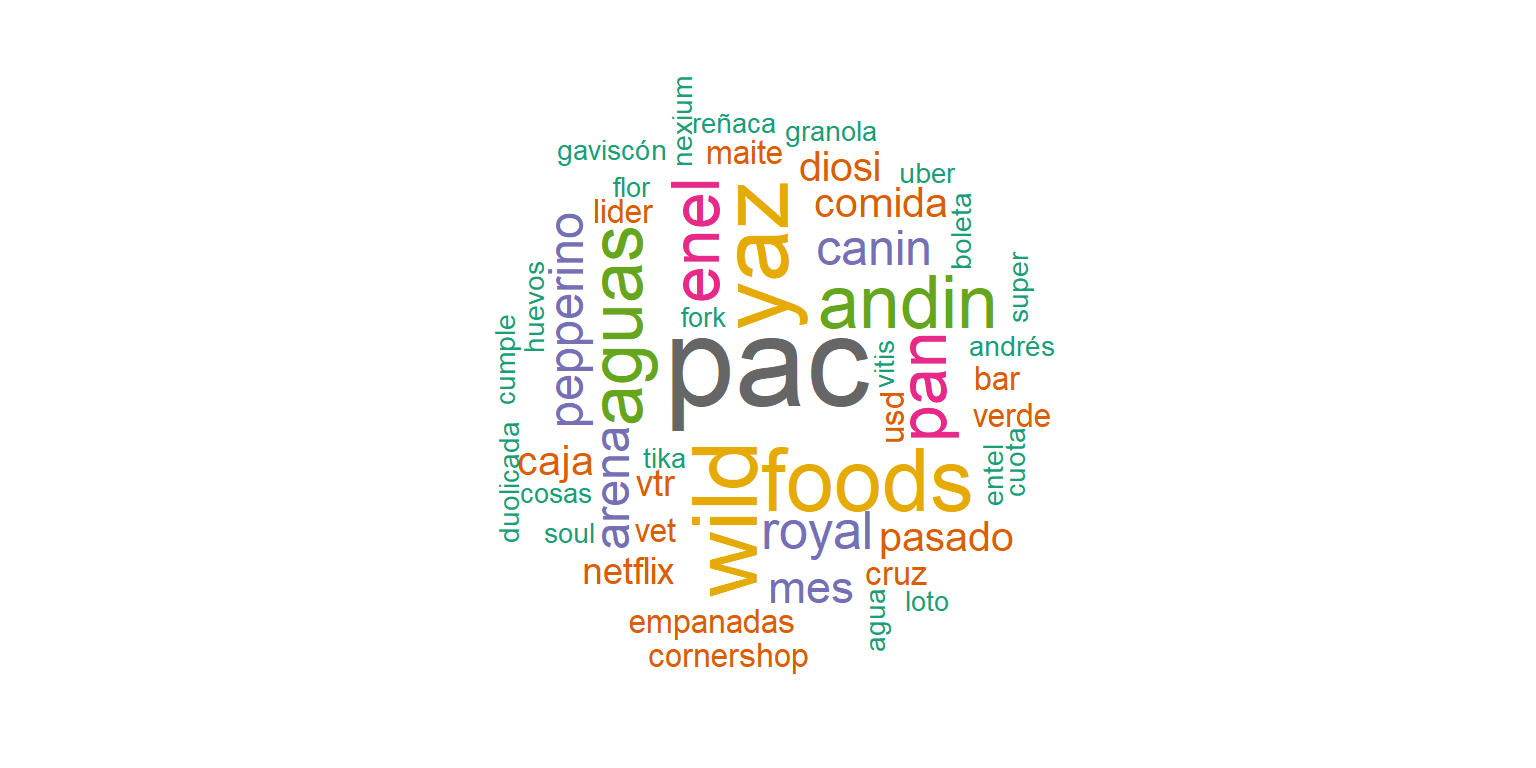 nexium
reñaca
granola
gaviscón
maite
diosi
uber
flor
lider
enel
yaz
comida
boleta
pepperino
aguas
canin
huevos
super
andin
fork
cumple
pac
vitis
pan
andrés
bar
usd
verde
duolicada
caja
arena
tika
wild
foods
entel
cuota
cosas
vtr
soul
vet
royal
pasado
netflix
mes
cruz
agua
loto
empanadas
cornershop